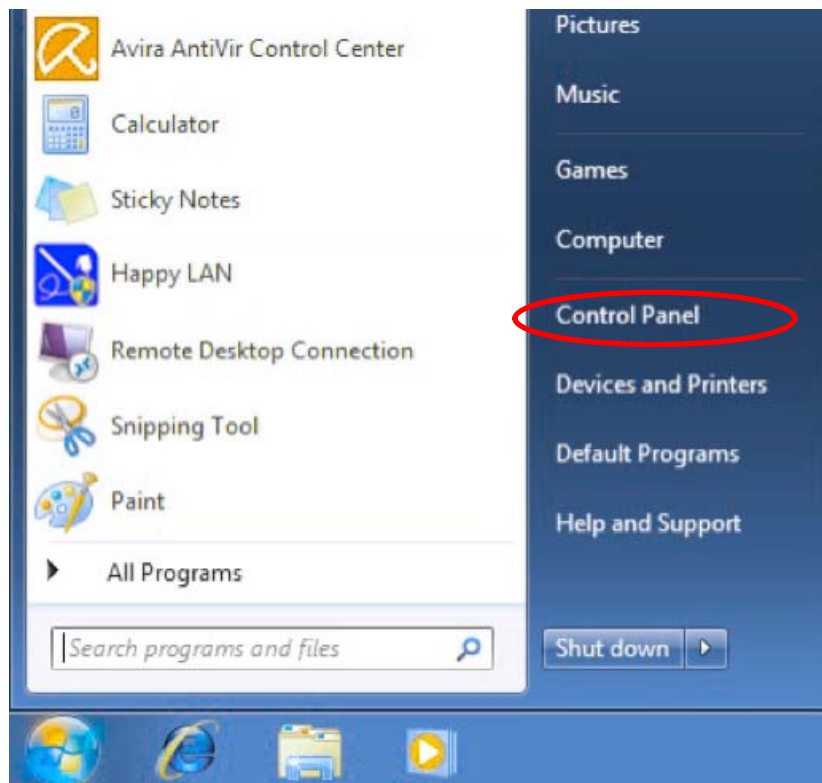 Avira AntiVir Control Center
Calculator
Sticky Notes
Happy LAN
Remote Desktop Connection
Snipping Tool
Paint
All Programs
Search programs and files
Pictures
Music
Games
Computer
Control Panel
Devices and Printers
Default Programs
Help and Support
Shut down